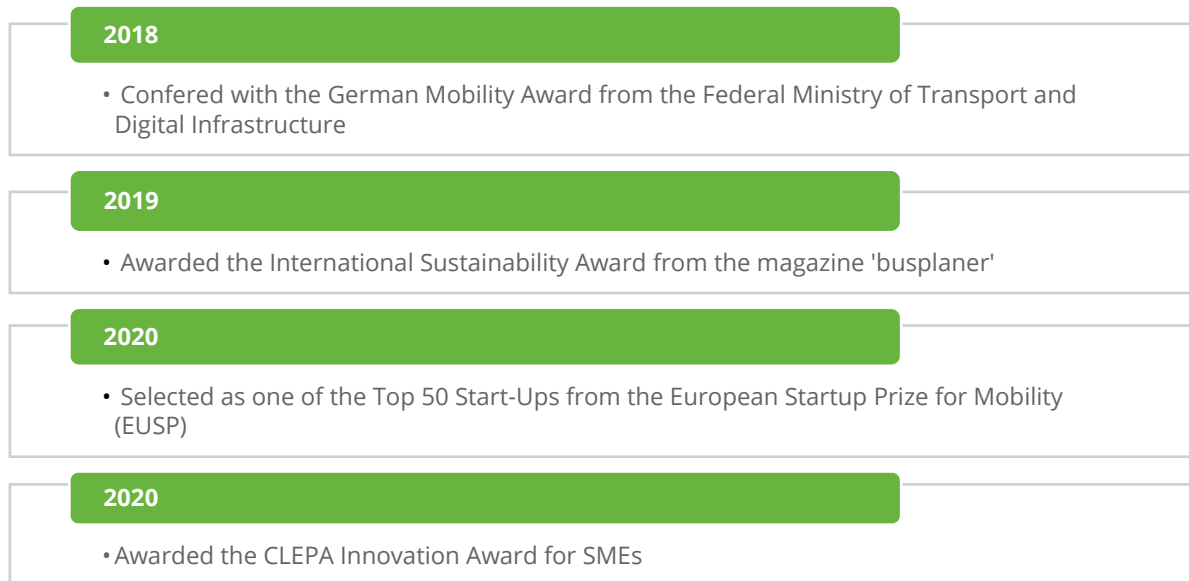 2018
• Confered with the German Mobility Award from the Federal Ministry of Transport and
Digital Infrastructure
2019
• Awarded the International Sustainability Award from the magazine 'busplaner'
2020
• Selected as one of the Top 50 Start-Ups from the European Startup Prize for Mobility
(EUSP)
2020
• Awarded the CLEPA Innovation Award for SMEs